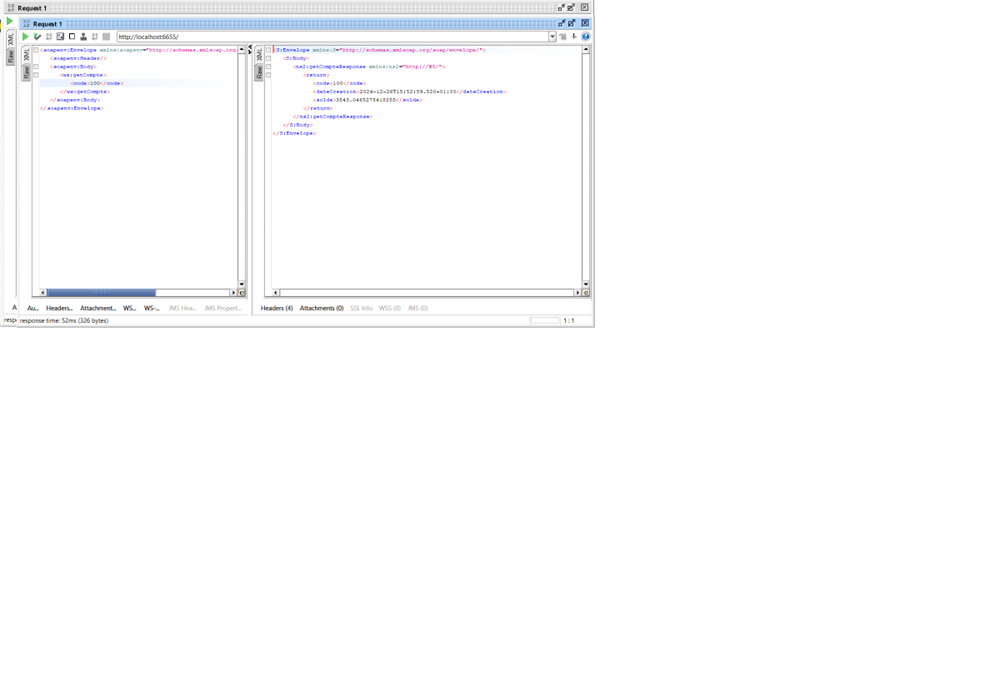 Request 1
Request 1
http://localhost:6655/
XML
Raw
XML
Raw
<soapenv:Envelope xmlns:soapenv="http://schemas.xmlsoap.org
<soapenv:Header/>
<soapenv:Body>
<ws:getCompte>
<code>100</code>
</ws:getCompte>
</soapenv:Body>
</soapenv:Envelope>
XML
Raw
<S:Envelope xmlns:S="http://schemas.xmlsoap.org/soap/envelope/">
<S:Body>
<ns2:getCompteResponse xmlns:ns2="http://WS/">
<return>
<code>100</code>
<dateCreation>2024-12-26T15:52:59.520+01:00</dateCreation>
</solde>
</return>
</ns2:getCompteResponse>
</S:Body>
</S:Envelope>
A
Au... Headers... Attachment... WS... WS-... JMS Hea... JMS Propert...
Headers (4) Attachments (0) SSL Info WSS (0) JMS (0)
resp
response time: 52ms (326 bytes)
1 : 1